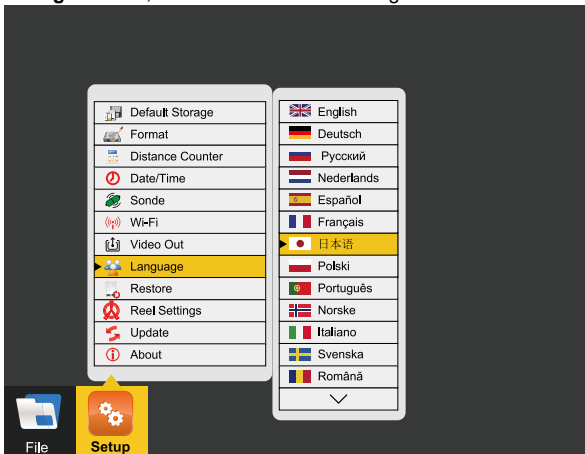 Default Storage
Format
Distance Counter
Date/Time
Sonde
Wi-Fi
Video Out
Language
Restore
Reel Settings
Update
About
English
Deutsch
Русский
Nederlands
Español
Français
日本语
Polski
Português
Norske
Italiano
Svenska
Română
File
Setup